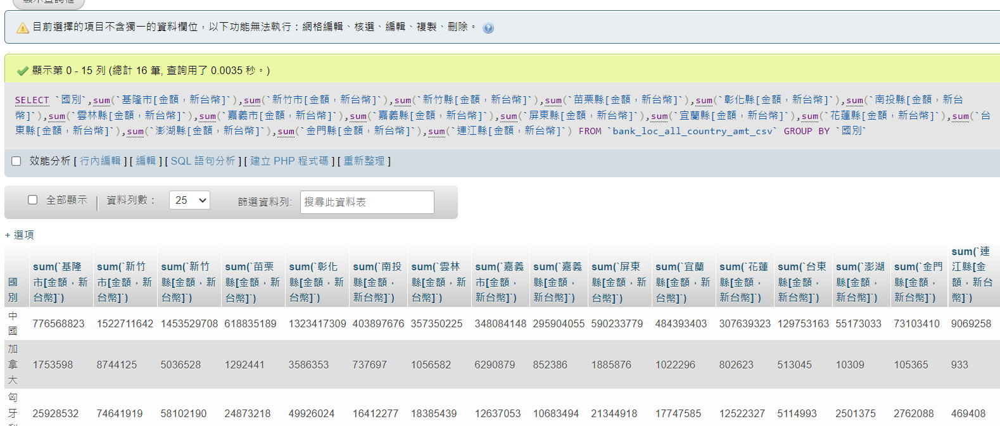 顯示查詢框
目前選擇的項目不含獨一的資料欄位，以下功能無法執行：網格編輯、核選、編輯、複製、刪除。
顯示第 0 - 15 列 (總計 16 筆, 查詢用了 0.0035 秒。)
SELECT `國別`,sum(`基隆市[金額，新台幣]`),sum(`新竹市[金額，新台幣]`),sum(`新竹縣[金額，新台幣]`),sum(`苗栗縣[金額，新台幣]`),sum(`彰化縣[金額，新台幣]`),sum(`南投縣[金額，新台
幣]`),sum(`雲林縣[金額，新台幣]`),sum(`嘉義市[金額，新台幣]`),sum(`嘉義縣[金額，新台幣]`),sum(`屏東縣[金額，新台幣]`),sum(`宜蘭縣[金額，新台幣]`),sum(`花蓮縣[金額，新台幣]`),sum(`台
東縣[金額，新台幣]`),sum(`澎湖縣[金額，新台幣]`),sum(`金門縣[金額，新台幣]`),sum(`連江縣[金額，新台幣]`) FROM `bank_loc_all_country_amt_csv` GROUP BY `國別`
效能分析 [ 行內編輯 ] [ 編輯 ] [ SQL 語句分析 ] [ 建立 PHP 程式碼 ] [ 重新整理 ]
全部顯示 資料列數： 25 篩選資料列: 搜尋此資料表
+ 選項
國別 sum(`基隆市[金額，新台幣]`) sum(`新竹市[金額，新台幣]`) sum(`新竹縣[金額，新台幣]`) sum(`苗栗縣[金額，新台幣]`) sum(`彰化縣[金額，新台幣]`) sum(`南投縣[金額，新台幣]`) sum(`雲林縣[金額，新台幣]`) sum(`嘉義市[金額，新台幣]`) sum(`嘉義縣[金額，新台幣]`) sum(`屏東縣[金額，新台幣]`) sum(`宜蘭縣[金額，新台幣]`) sum(`花蓮縣[金額，新台幣]`) sum(`台東縣[金額，新台幣]`) sum(`澎湖縣[金額，新台幣]`) sum(`金門縣[金額，新台幣]`) sum(`連江縣[金額，新台幣]`)
中國 776568823 1522711642 1453529708 618835189 1323417309 403897676 357350225 348084148 295904055 590233779 484393403 307639323 129753163 55173033 73103410 9069258
加拿大 1753598 8744125 5036528 1292441 3586353 737697 1056582 6290879 852386 1885876 1022296 802623 513045 10309 105365 933
匈牙利 25928532 74641919 58102190 24873218 49926024 16412277 18385439 12637053 10683494 21344918 17747585 12522327 5114993 2501375 2762088 469408